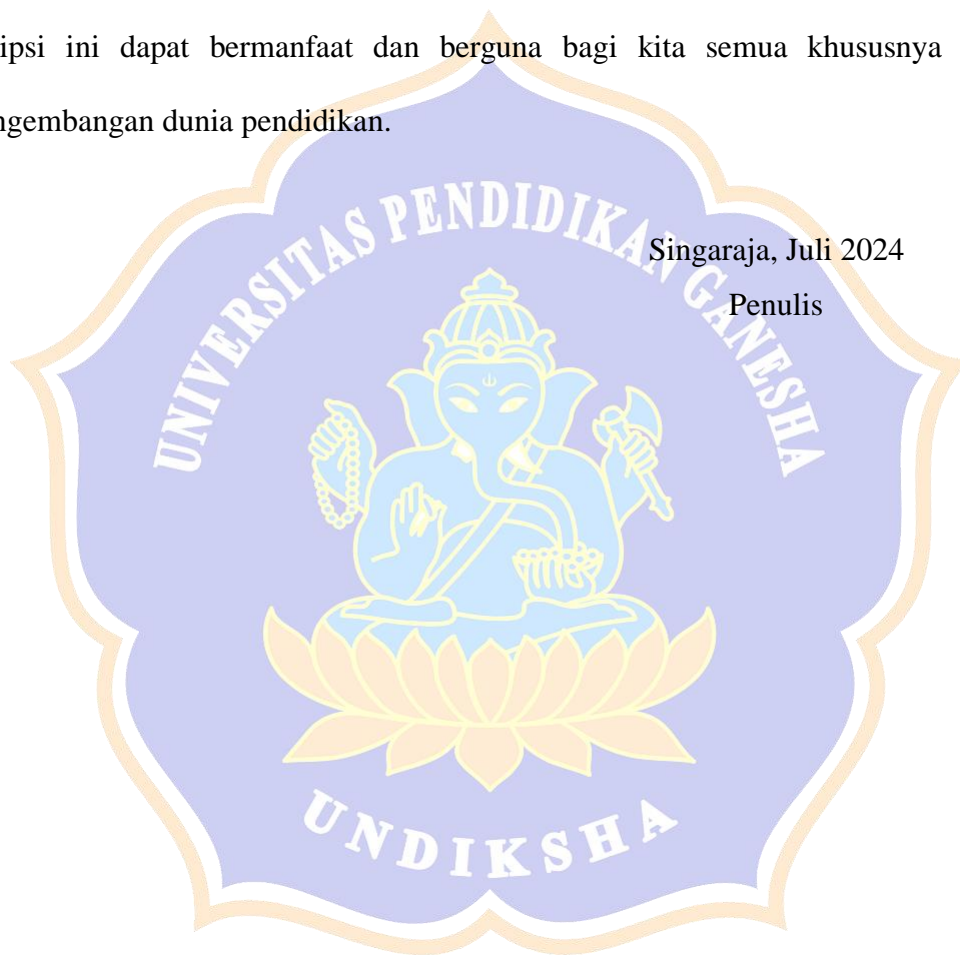 ipsi ini dapat bermanfaat dan berguna bagi kita semua khususnya
ngembangan dunia pendidikan.
UNIVERSITAS PENDIDIKAN GANESHA
Singaraja, Juli 2024
Penulis
UNDIKSHA